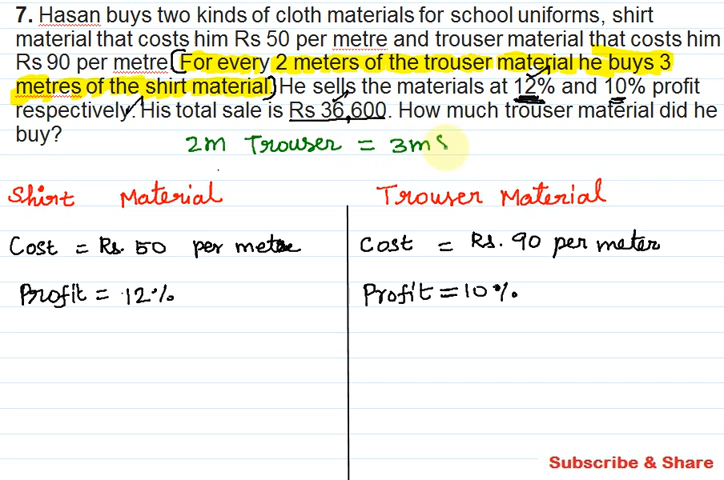 7. Hasan buys two kinds of cloth materials for school uniforms, shirt
material that costs him Rs 50 per metre and trouser material that costs him
Rs 90 per metre. For every 2 meters of the trouser material he buys 3
metres of the shirt material. He sells the materials at 12% and 10% profit
respectively. His total sale is Rs 36,600. How much trouser material did he
buy?
2m Trouser = 3m S
Shirt Material
Trouser Material
Cost = Rs. 50 per metre
Cost = Rs. 90 per meter
Profit = 12%
Profit = 10%
Subscribe & Share